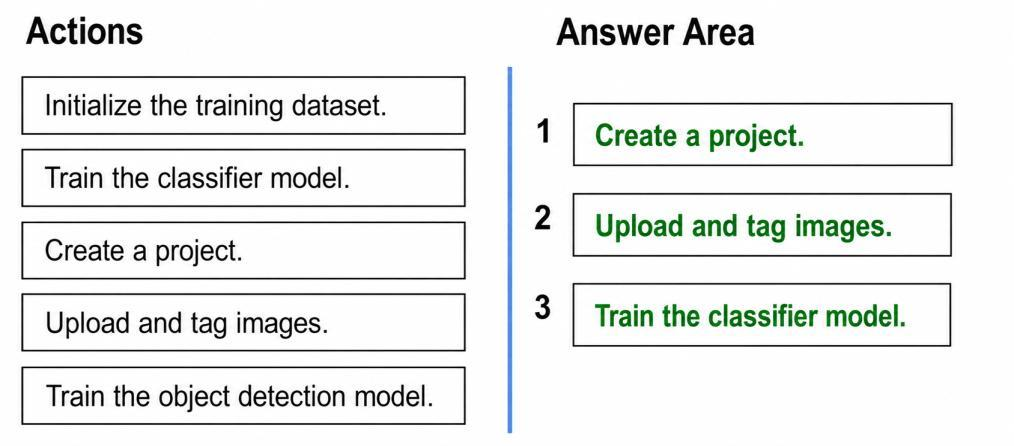 Actions
Initialize the training dataset.
Train the classifier model.
Create a project.
Upload and tag images.
Train the object detection model.
Answer Area
1
Create a project.
2
Upload and tag images.
3
Train the classifier model.